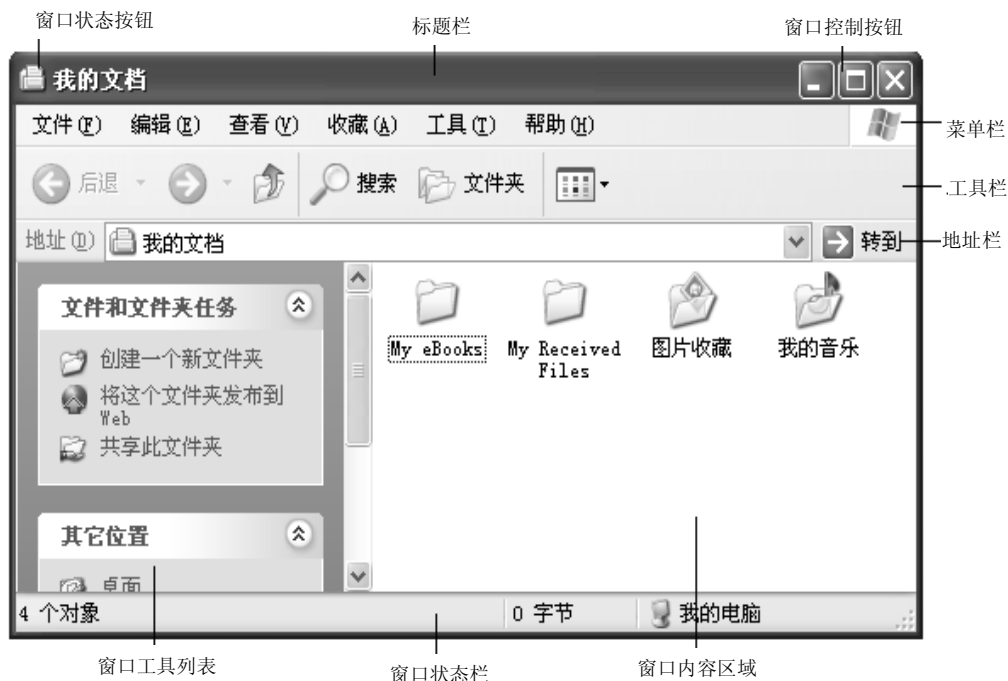 窗口状态按钮 标题栏 窗口控制按钮
我的文档
文件(F) 编辑(E) 查看(V) 收藏(A) 工具(T) 帮助(H)
菜单栏
后退 搜索 文件夹
工具栏
地址(D) 我的文档 转到
地址栏
文件和文件夹任务
创建一个新文件夹
将这个文件夹发布到
Web
共享此文件夹
其它位置
桌面
My eBooks
My Received
Files
图片收藏
我的音乐
4 个对象 0 字节 我的电脑
窗口工具列表 窗口状态栏 窗口内容区域